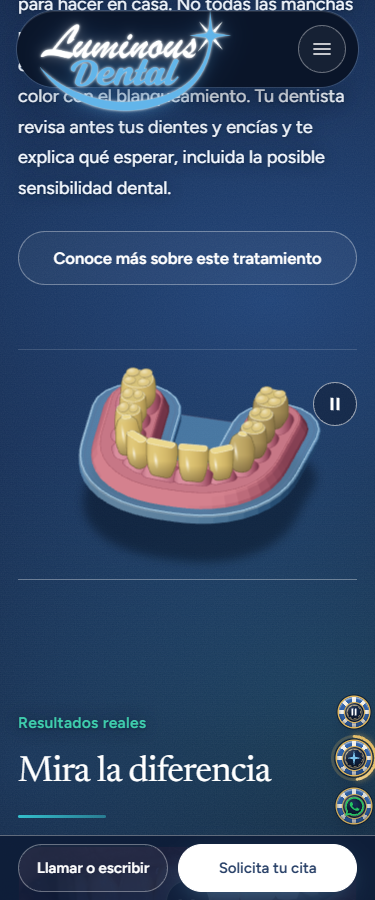 para hacer en casa. No todas las manchas
Luminous
Dental
color con el blanqueamiento. Tu dentista
revisa antes tus dientes y encías y te
explica qué esperar, incluida la posible
sensibilidad dental.
Conoce más sobre este tratamiento
Resultados reales
Mira la diferencia
Llamar o escribir
Solicita tu cita